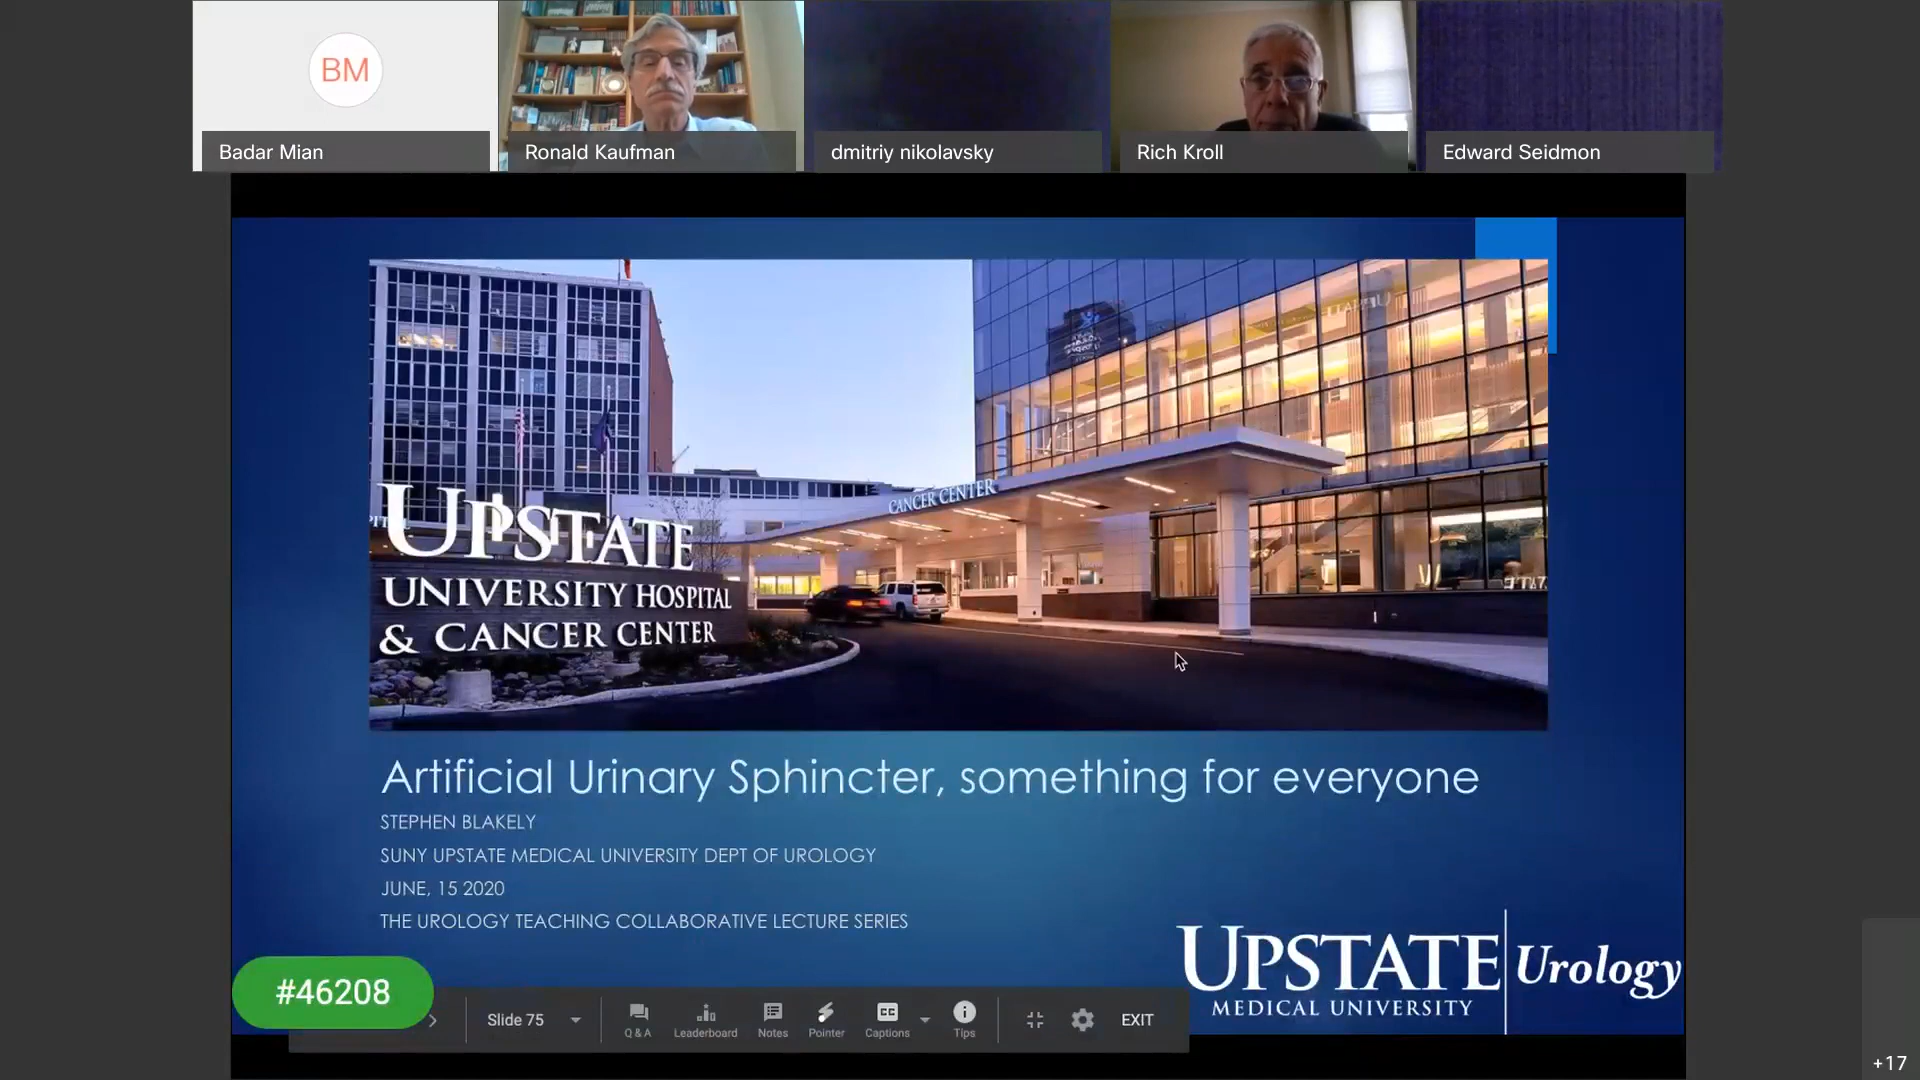 BM
Badar Mian
Ronald Kaufman
dmitriy nikolavsky
Rich Kroll
Edward Seidmon
CANCER CENTER
UPSTATE
UNIVERSITY HOSPITAL
& CANCER CENTER
Artificial Urinary Sphincter, something for everyone
STEPHEN BLAKELY
SUNY UPSTATE MEDICAL UNIVERSITY DEPT OF UROLOGY
JUNE, 15 2020
THE UROLOGY TEACHING COLLABORATIVE LECTURE SERIES
UPSTATE Urology
MEDICAL UNIVERSITY
#46208
Slide 75
Q & A
Leaderboard
Notes
Pointer
CC
Captions
Tips
EXIT
+17